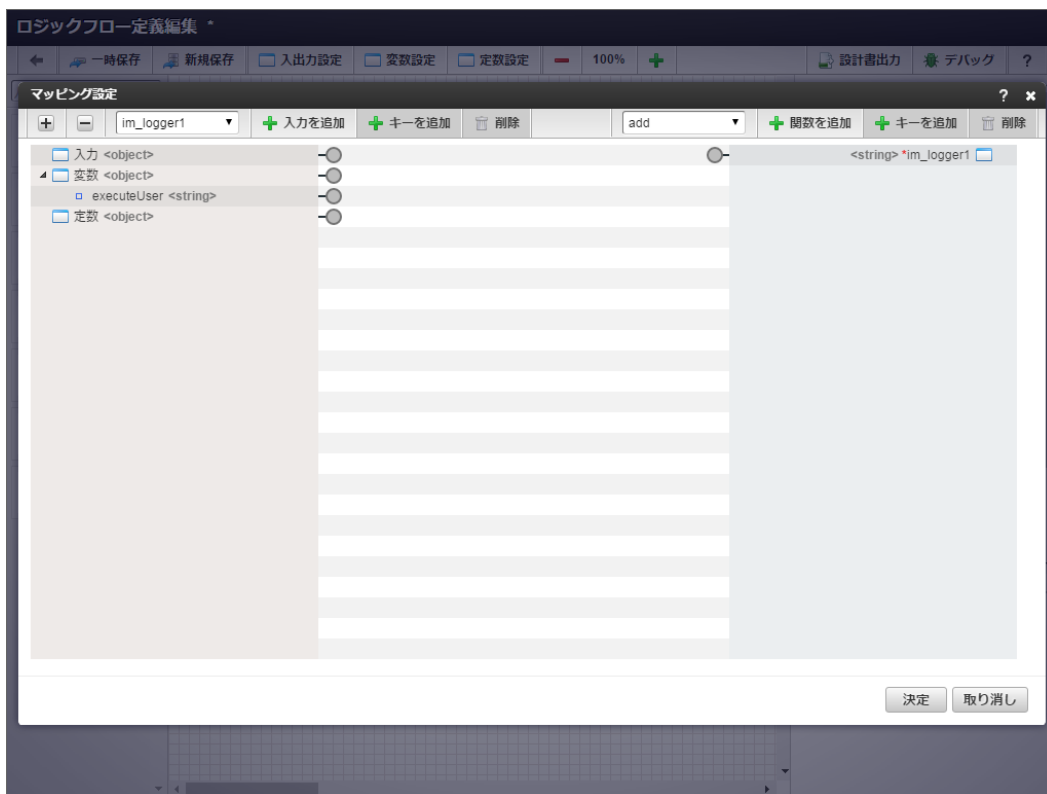 ロジックフロー定義編集 *
一時保存 新規保存 入出力設定 変数設定 定数設定 100% 設計書出力 デバッグ ?
マッピング設定 ?
im_logger1 入力を追加 キーを追加 削除 add 関数を追加 キーを追加 削除
入力 <object> <string> *im_logger1
変数 <object>
executeUser <string>
定数 <object>
決定 取り消し